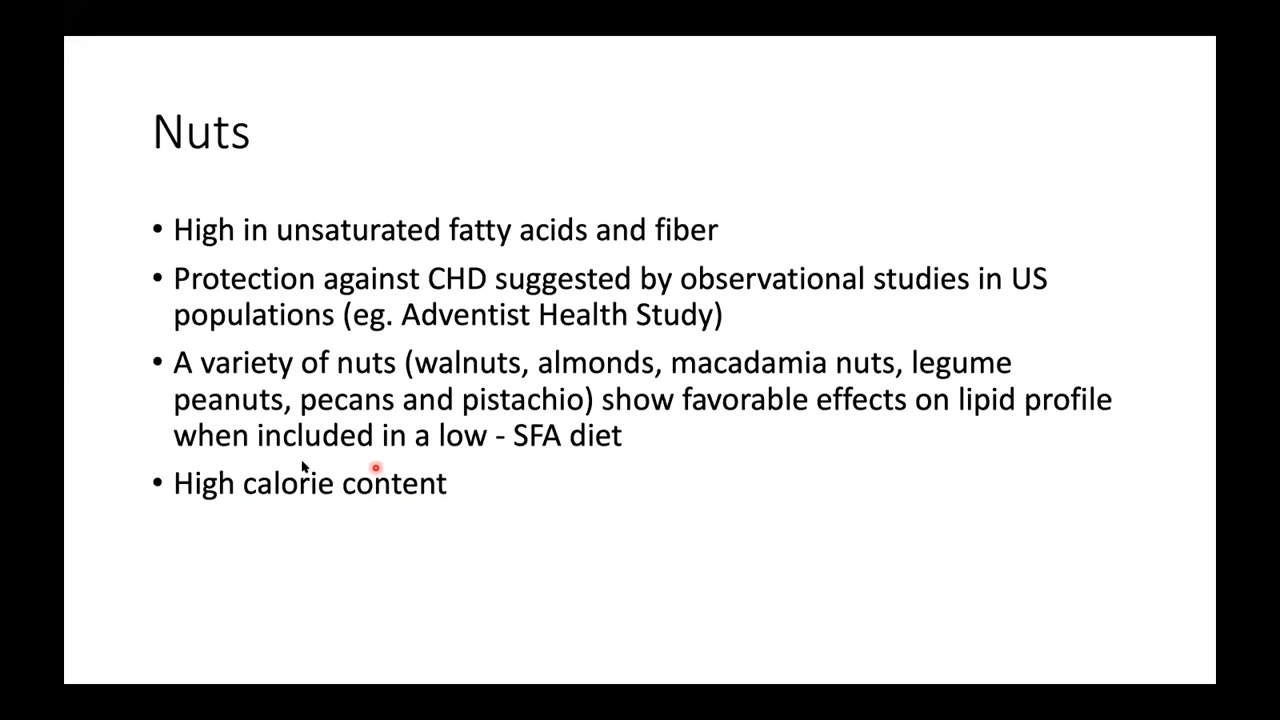 Nuts
• High in unsaturated fatty acids and fiber
• Protection against CHD suggested by observational studies in US
populations (eg. Adventist Health Study)
• A variety of nuts (walnuts, almonds, macadamia nuts, legume
peanuts, pecans and pistachio) show favorable effects on lipid profile
when included in a low - SFA diet
• High calorie content